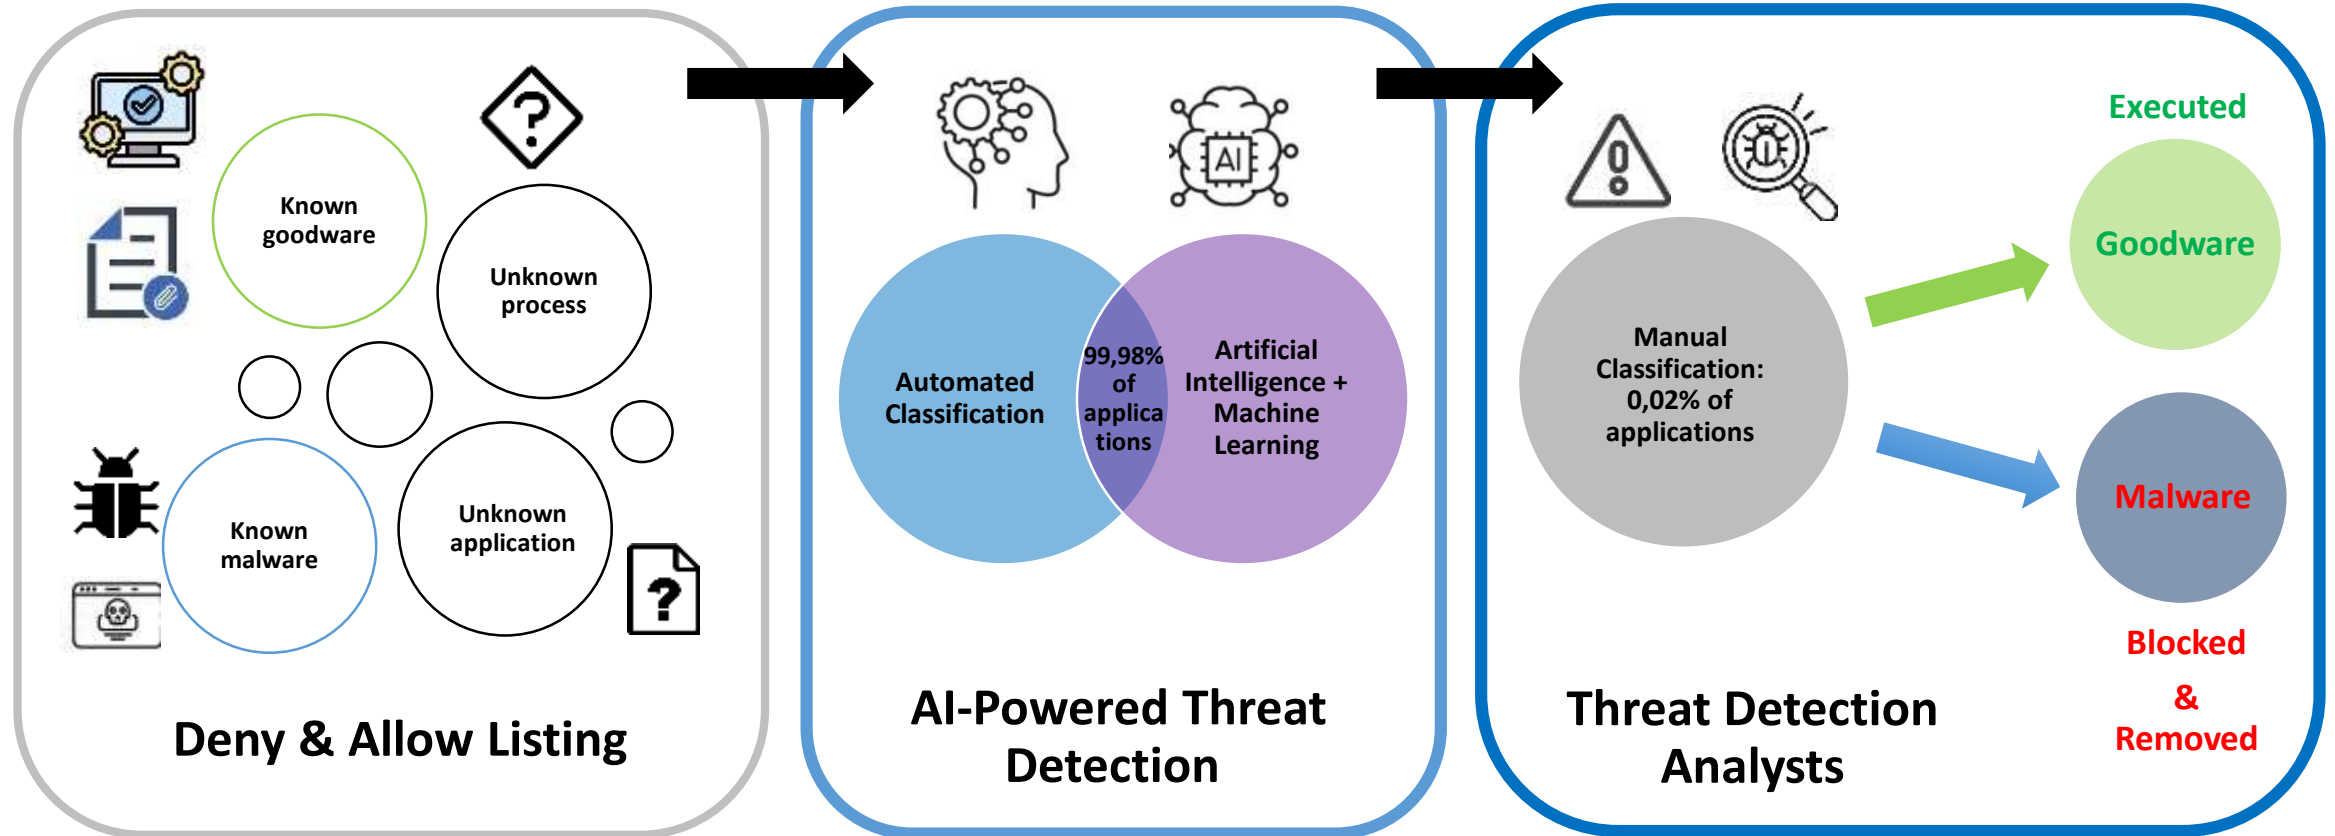 Known
goodware
Unknown
process
Known
malware
Unknown
application
Deny & Allow Listing
AI
Automated
Classification
99,98%
of
applica
tions
Artificial
Intelligence +
Machine
Learning
AI-Powered Threat
Detection
Manual
Classification:
0,02% of
applications
Executed
Goodware
Malware
Blocked
&
Removed
Threat Detection
Analysts